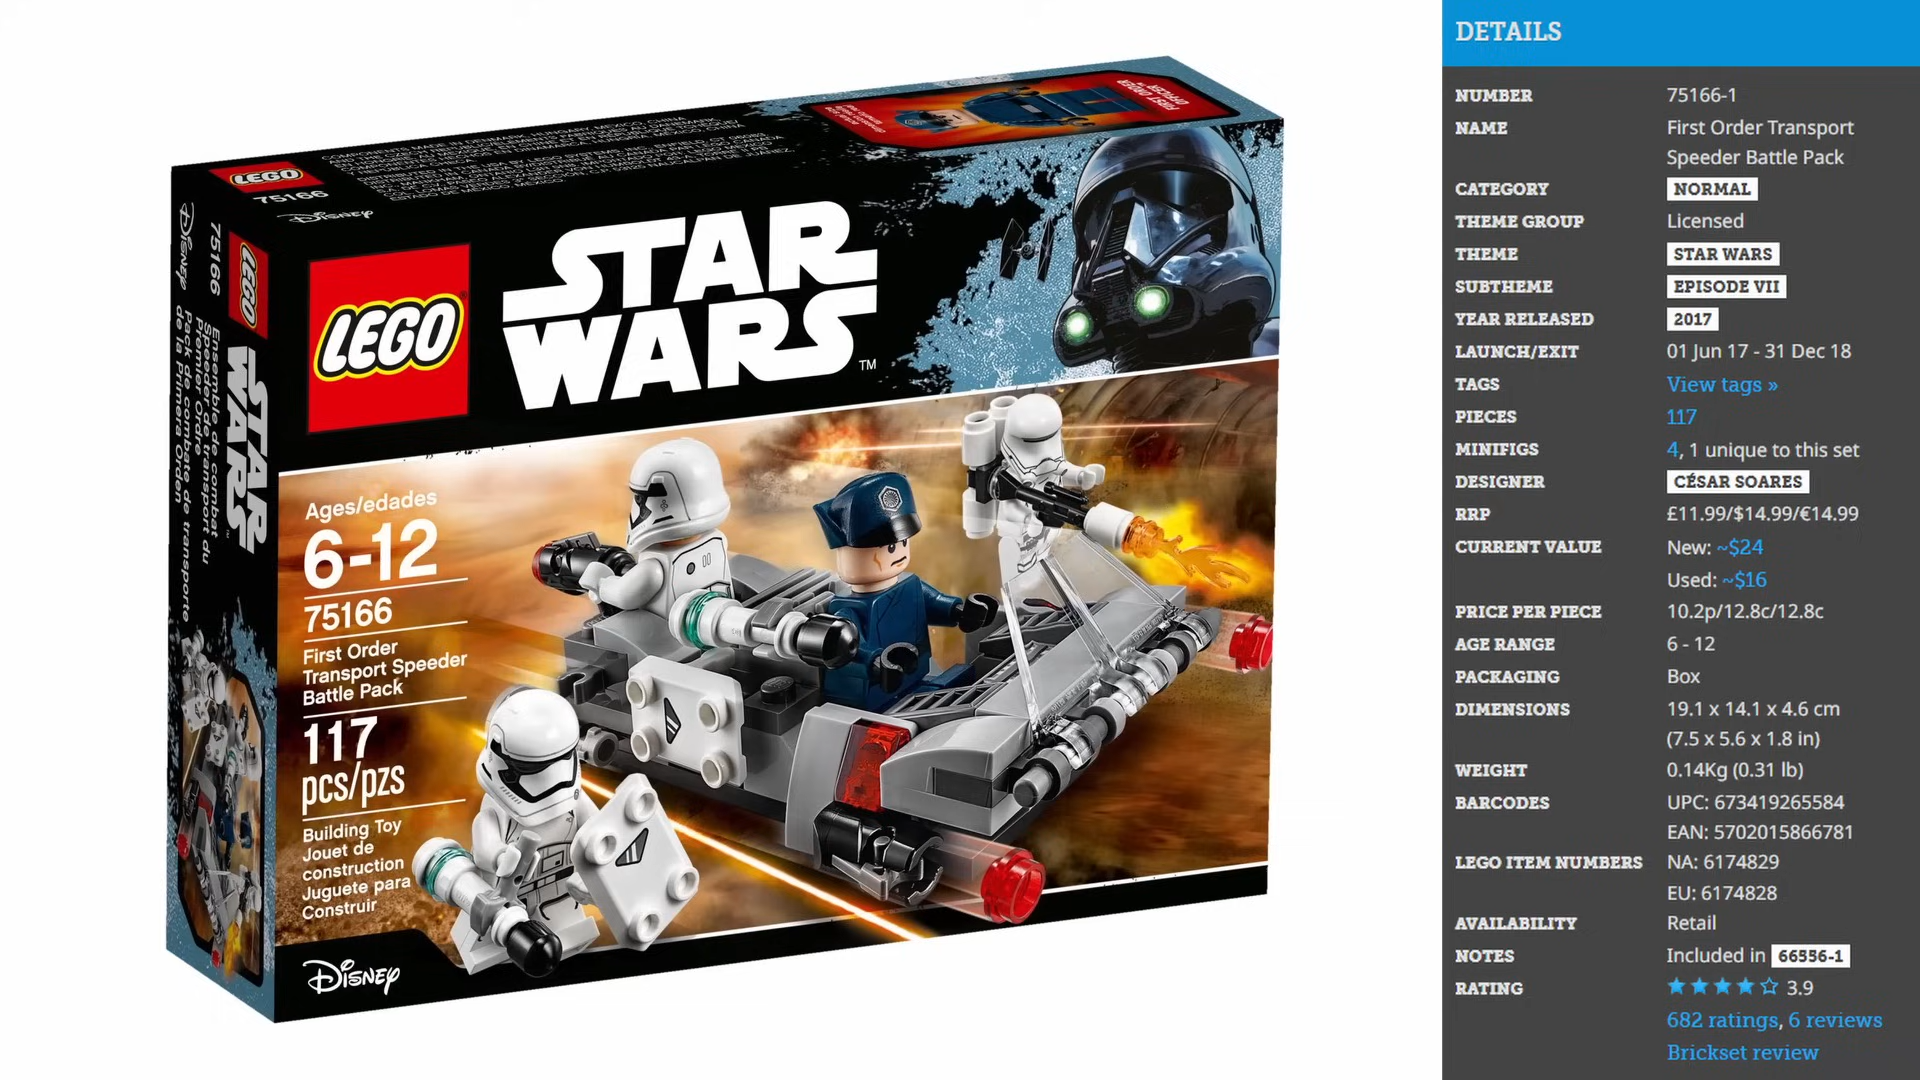 LEGO
75166
Disney
FIRST ORDER
OFFICER™
Disney
75166
LEGO
STAR
WARS
Ensemble de combat du
Speeder de transport du
Premier Ordre
Pack de combate de transporte
de la Primera Orden
LEGO®
STAR
WARS™
Ages/edades
6-12
75166
First Order
Transport Speeder
Battle Pack
117
pcs/pzs
Building Toy
Jouet de
construction
Juguete para
Construir
Disney
DETAILS
NUMBER 75166-1
NAME First Order Transport
Speeder Battle Pack
CATEGORY NORMAL
THEME GROUP Licensed
THEME STAR WARS
SUBTHEME EPISODE VII
YEAR RELEASED 2017
LAUNCH/EXIT 01 Jun 17 - 31 Dec 18
TAGS View tags »
PIECES 117
MINIFIGS 4, 1 unique to this set
DESIGNER CÉSAR SOARES
RRP £11.99/$14.99/€14.99
CURRENT VALUE New: ~$24
Used: ~$16
PRICE PER PIECE 10.2p/12.8c/12.8c
AGE RANGE 6 - 12
PACKAGING Box
DIMENSIONS 19.1 x 14.1 x 4.6 cm
(7.5 x 5.6 x 1.8 in)
WEIGHT 0.14Kg (0.31 lb)
BARCODES UPC: 673419265584
EAN: 5702015866781
LEGO ITEM NUMBERS NA: 6174829
EU: 6174828
AVAILABILITY Retail
NOTES Included in 66556-1
RATING ★★★★☆ 3.9
682 ratings, 6 reviews
Brickset review